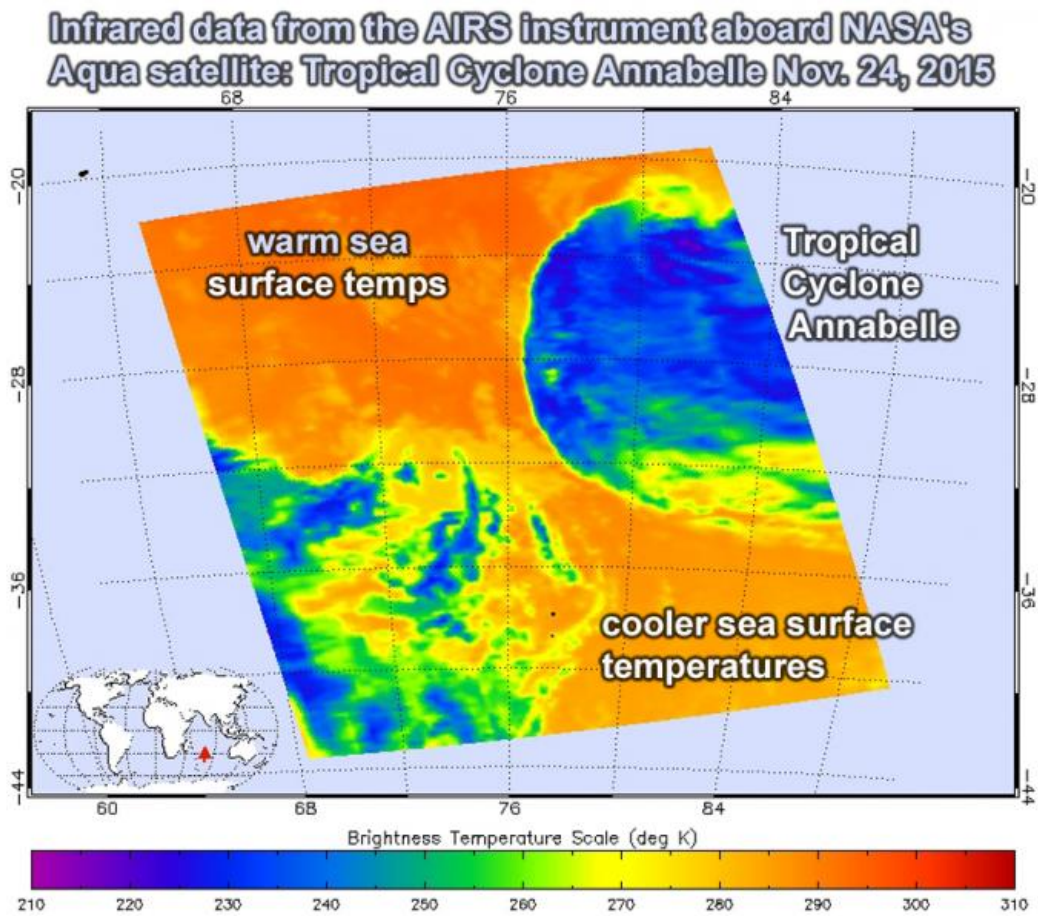 Infrared data from the AIRS instrument aboard NASA's
Aqua satellite: Tropical Cyclone Annabelle Nov. 24, 2015
68 76 84
-20 -20
warm sea
surface temps
Tropical
Cyclone
Annabelle
-28 -28
-36 -36
cooler sea surface
temperatures
-44 -44
60 68 76 84
Brightness Temperature Scale (deg K)
210 220 230 240 250 260 270 280 290 300 310